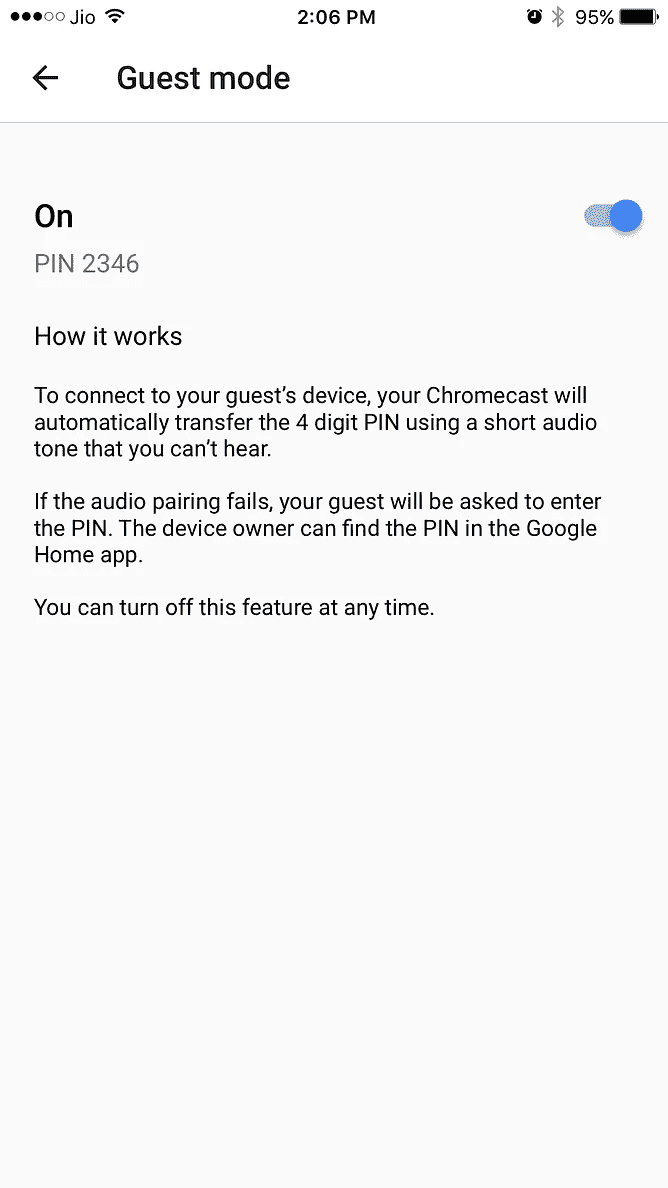 Jio 2:06 PM 95%
Guest mode
On
PIN 2346
How it works
To connect to your guest’s device, your Chromecast will
automatically transfer the 4 digit PIN using a short audio
tone that you can’t hear.
If the audio pairing fails, your guest will be asked to enter
the PIN. The device owner can find the PIN in the Google
Home app.
You can turn off this feature at any time.